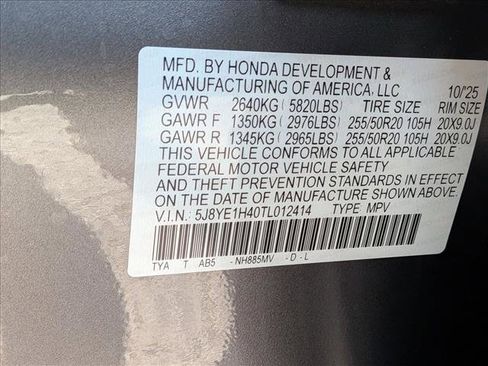 MFD. BY HONDA DEVELOPMENT &
MANUFACTURING OF AMERICA, LLC 10/'25
GVWR 2640KG (5820LBS) TIRE SIZE RIM SIZE
GAWR F 1350KG (2976LBS) 255/50R20 105H 20X9.0J
GAWR R 1345KG (2965LBS) 255/50R20 105H 20X9.0J
THIS VEHICLE CONFORMS TO ALL APPLICABLE
FEDERAL MOTOR VEHICLE SAFETY
AND THEFT PREVENTION STANDARDS IN EFFECT
ON THE DATE OF MANUFACTURE SHOWN ABOVE.
V.I.N.: 5J8YE1H40TL012414 TYPE MPV
TYA T AB5 -NH885MV -D-L